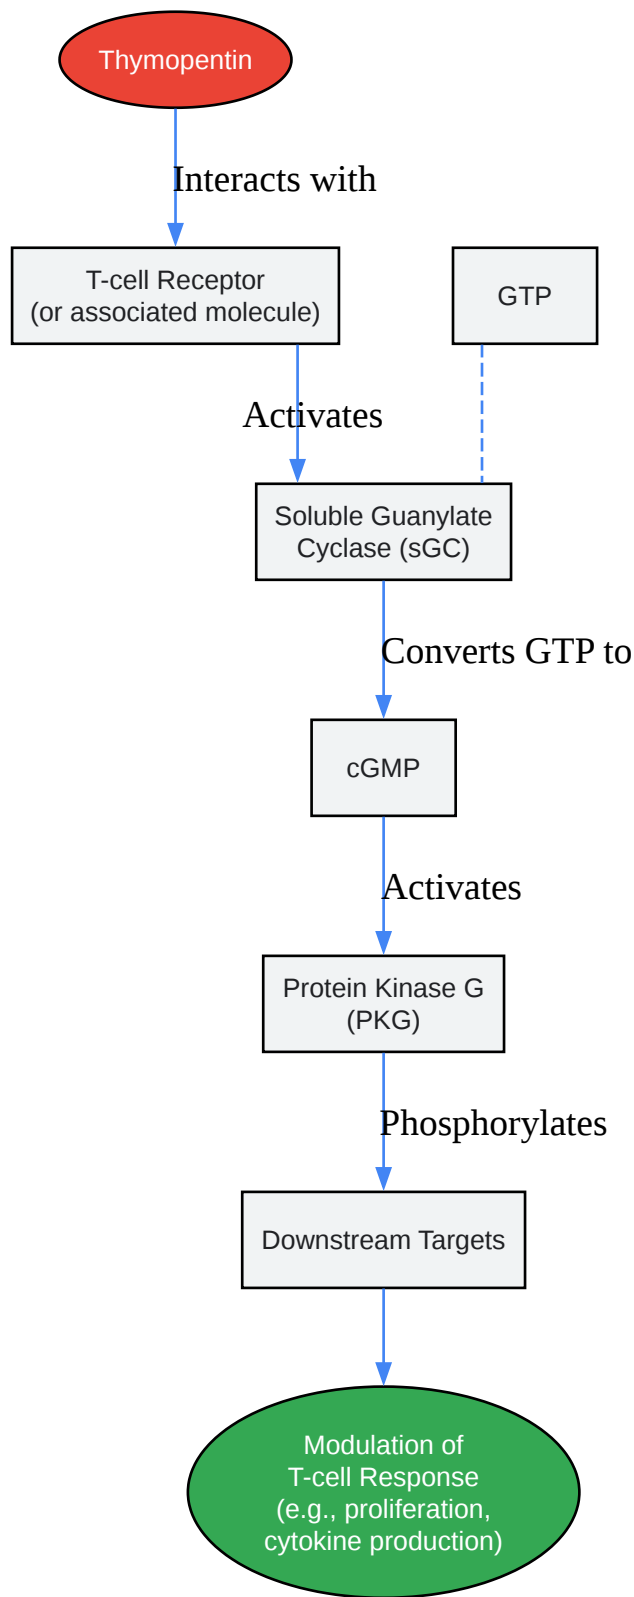 Thymopentin
Interacts with
T-cell Receptor
(or associated molecule)
GTP
Activates
Soluble Guanylate
Cyclase (sGC)
Converts GTP to
cGMP
Activates
Protein Kinase G
(PKG)
Phosphorylates
Downstream Targets
Modulation of
T-cell Response
(e.g., proliferation,
cytokine production)